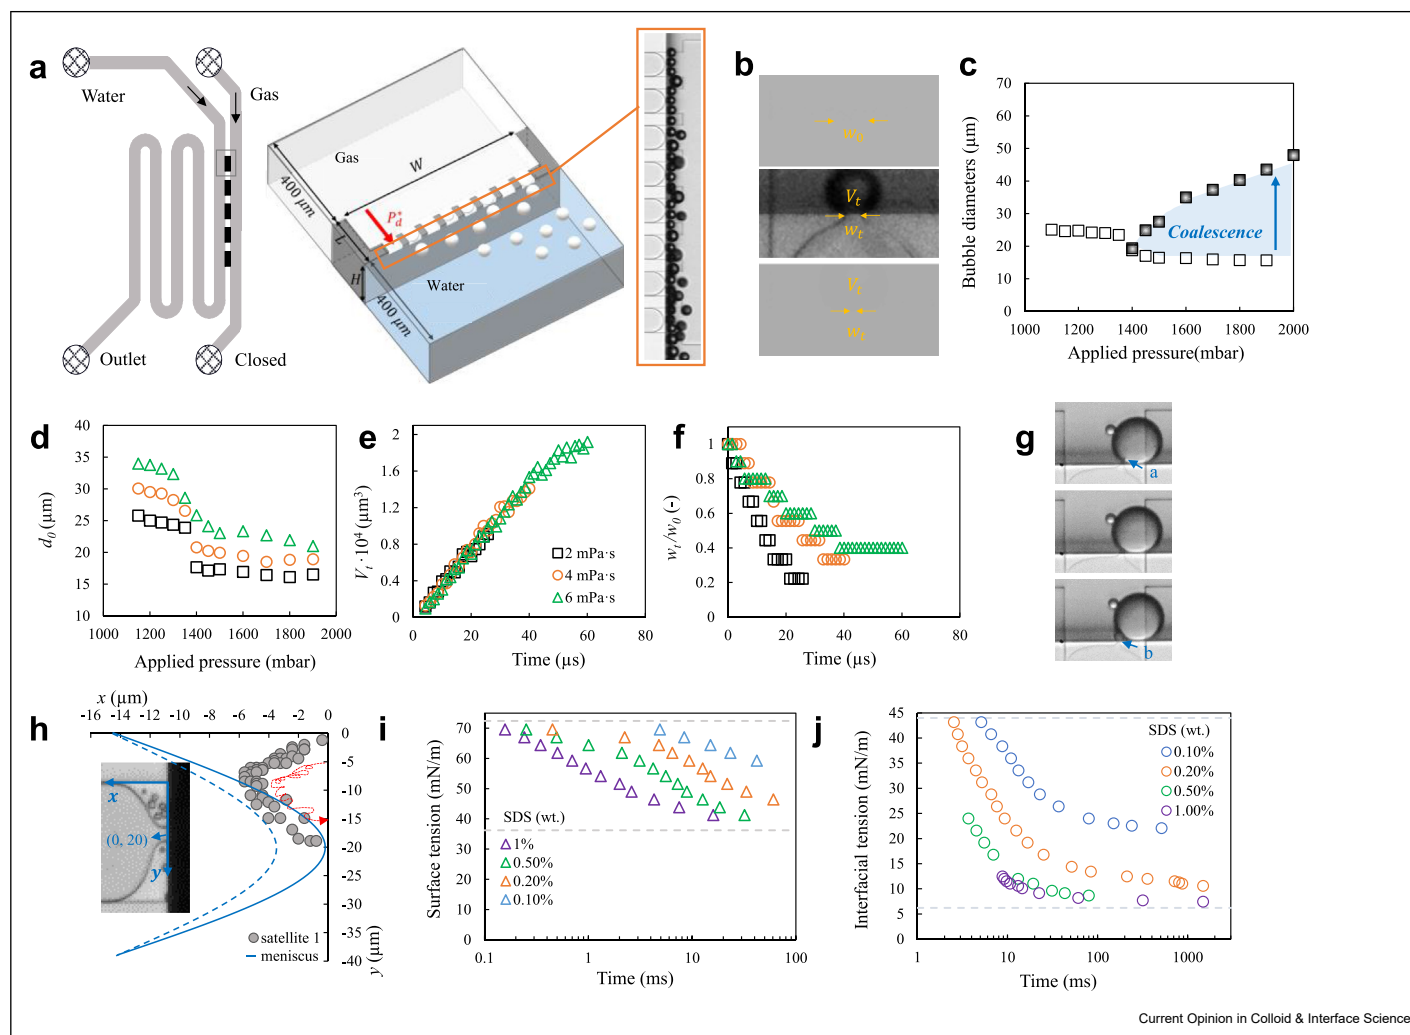 a
Water
Gas
Outlet
Closed
Gas
W
400 μm
P*d
L
H
Water
400 μm
b
w0
Vt
wt
Vt
wt
c
Bubble diameters (μm)
70
60
50
40
30
20
10
0
Coalescence
1000 1200 1400 1600 1800 2000
Applied pressure(mbar)
d
d0 (μm)
40
35
30
25
20
15
10
1000 1200 1400 1600 1800 2000
Applied pressure (mbar)
e
Vt · 10⁴ (μm³)
2
1.6
1.2
0.8
0.4
0
2 mPa·s
4 mPa·s
6 mPa·s
0 20 40 60 80
Time (μs)
f
wt/w0 (-)
1
0.8
0.6
0.4
0.2
0
0 20 40 60 80
Time (μs)
g
a
b
h
x (μm)
-16 -14 -12 -10 -8 -6 -4 -2 0
0
-5
-10
-15
-20
-25
-30
-35
-40
y (μm)
x
(0, 20)
y
satellite 1
meniscus
i
Surface tension (mN/m)
70
60
50
40
30
20
10
0
SDS (wt.)
1%
0.50%
0.20%
0.10%
0.1 1 10 100
Time (ms)
j
Interfacial tension (mN/m)
45
40
35
30
25
20
15
10
5
0
SDS (wt.)
0.10%
0.20%
0.50%
1.00%
1 10 100 1000
Time (ms)
Current Opinion in Colloid & Interface Science